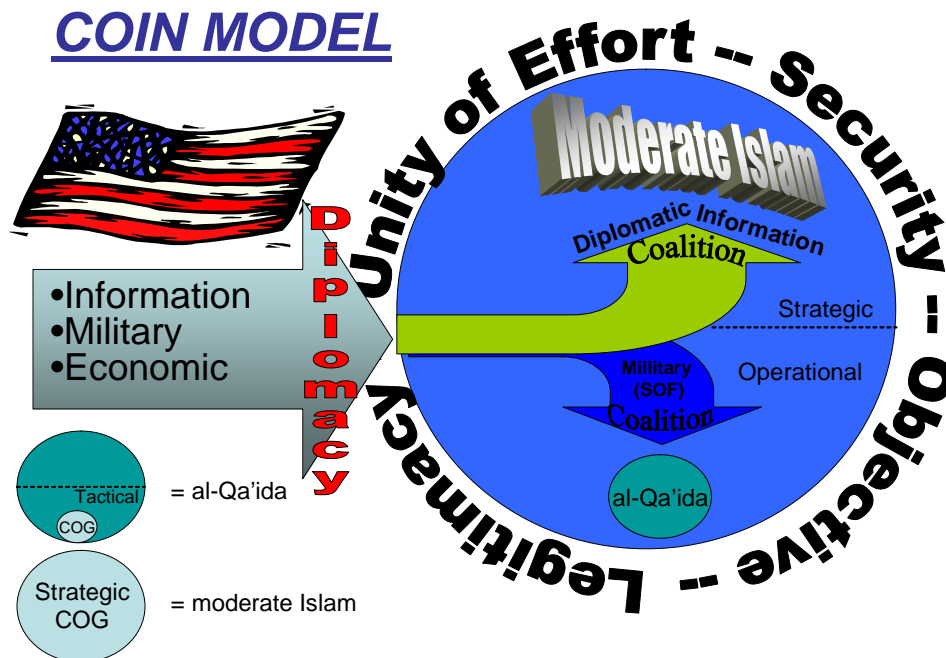 COIN MODEL
Unity of Effort -- Security -- Objective -- Legitimacy
Moderate Islam
Diplomatic Information
Coalition
Diplomacy
•Information
•Military
•Economic
Strategic
Operational
Millitary
(SOF)
Coalition
al-Qa’ida
Tactical
COG
= al-Qa’ida
Strategic
COG
= moderate Islam